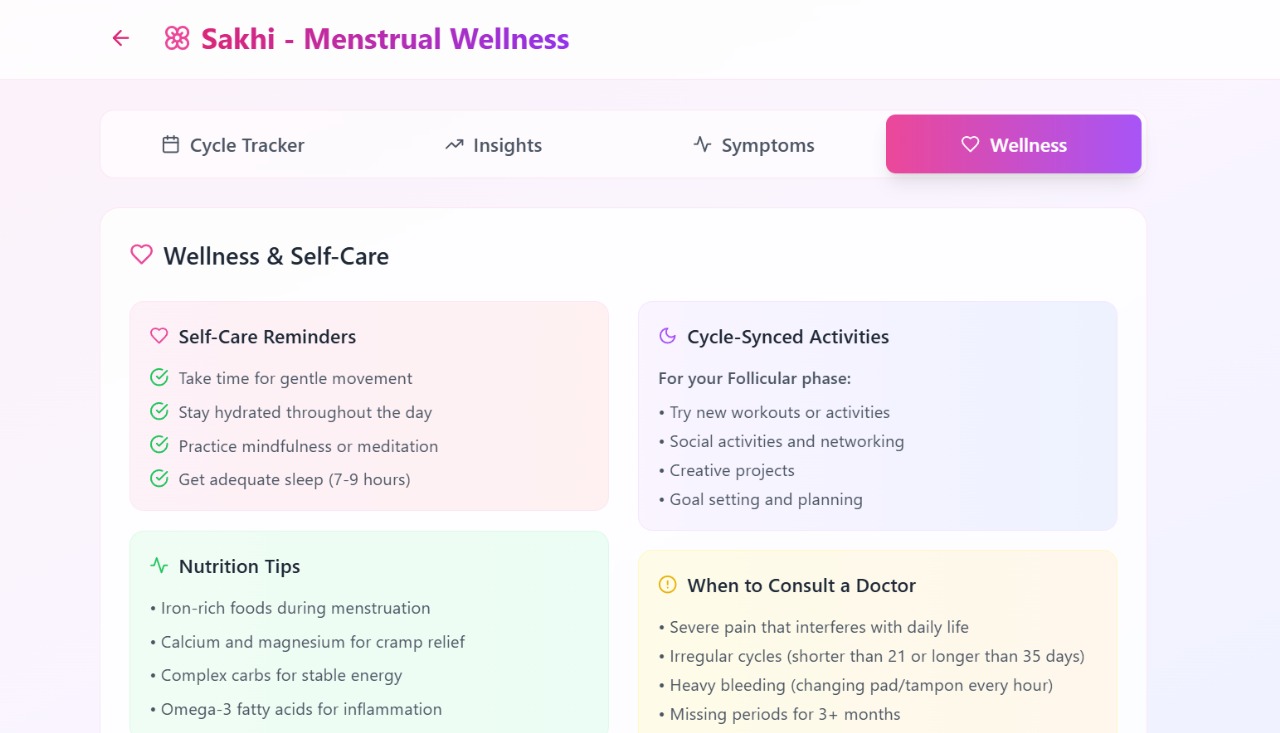 Sakhi - Menstrual Wellness
Cycle Tracker
Insights
Symptoms
Wellness
Wellness & Self-Care
Self-Care Reminders
Take time for gentle movement
Stay hydrated throughout the day
Practice mindfulness or meditation
Get adequate sleep (7-9 hours)
Cycle-Synced Activities
For your Follicular phase:
• Try new workouts or activities
• Social activities and networking
• Creative projects
• Goal setting and planning
Nutrition Tips
• Iron-rich foods during menstruation
• Calcium and magnesium for cramp relief
• Complex carbs for stable energy
• Omega-3 fatty acids for inflammation
When to Consult a Doctor
• Severe pain that interferes with daily life
• Irregular cycles (shorter than 21 or longer than 35 days)
• Heavy bleeding (changing pad/tampon every hour)
• Missing periods for 3+ months